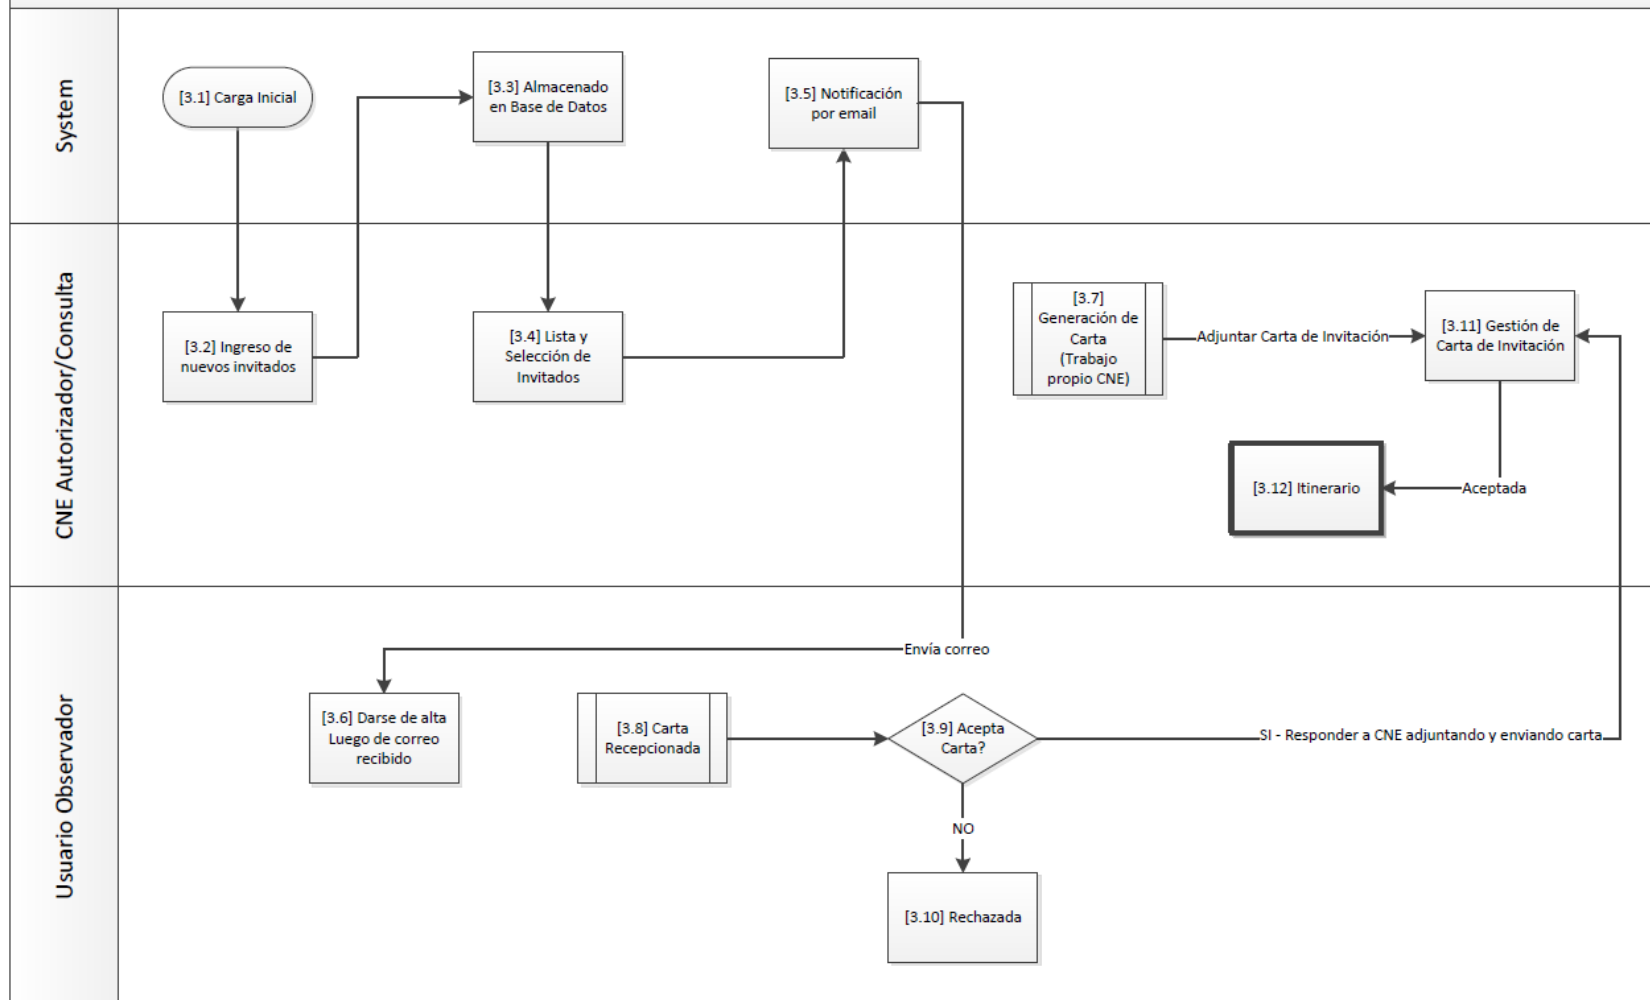 System
[3.1] Carga Inicial
[3.3] Almacenado
en Base de Datos
[3.5] Notificación
por email
CNE Autorizador/Consulta
[3.2] Ingreso de
nuevos invitados
[3.4] Lista y
Selección de
Invitados
[3.7]
Generación de
Carta
(Trabajo
propio CNE)
Adjuntar Carta de Invitación
[3.11] Gestión de
Carta de Invitación
[3.12] Itinerario
Aceptada
Usuario Observador
Envía correo
[3.6] Darse de alta
Luego de correo
recibido
[3.8] Carta
Recepcionada
[3.9] Acepta
Carta?
SI - Responder a CNE adjuntando y enviando carta
NO
[3.10] Rechazada